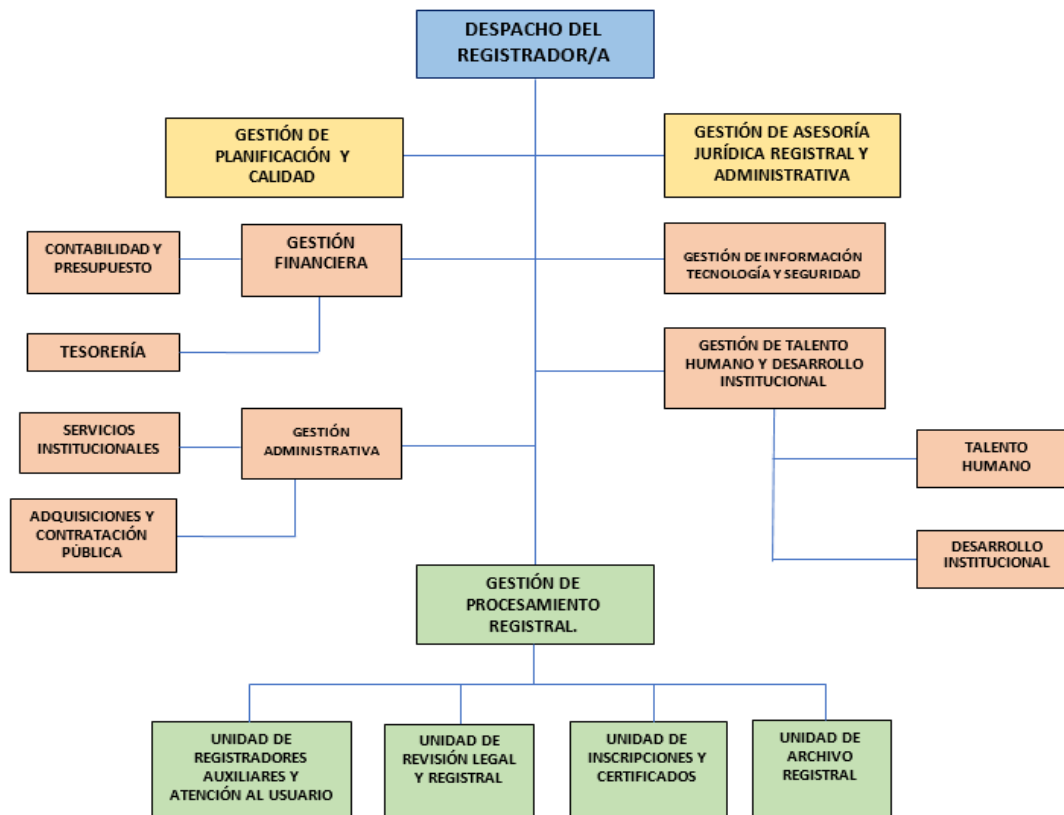 DESPACHO DEL
REGISTRADOR/A
GESTIÓN DE
PLANIFICACIÓN Y
CALIDAD
GESTIÓN DE ASESORÍA
JURÍDICA REGISTRAL Y
ADMINISTRATIVA
CONTABILIDAD Y
PRESUPUESTO
GESTIÓN
FINANCIERA
GESTIÓN DE INFORMACIÓN
TECNOLOGÍA Y SEGURIDAD
TESORERÍA
GESTIÓN DE TALENTO
HUMANO Y DESARROLLO
INSTITUCIONAL
SERVICIOS
INSTITUCIONALES
GESTIÓN
ADMINISTRATIVA
TALENTO
HUMANO
ADQUISICIONES Y
CONTRATACIÓN
PÚBLICA
DESARROLLO
INSTITUCIONAL
GESTIÓN DE
PROCESAMIENTO
REGISTRAL.
UNIDAD DE
REGISTRADORES
AUXILIARES Y
ATENCIÓN AL USUARIO
UNIDAD DE
REVISIÓN LEGAL
Y REGISTRAL
UNIDAD DE
INSCRIPCIONES Y
CERTIFICADOS
UNIDAD DE
ARCHIVO
REGISTRAL